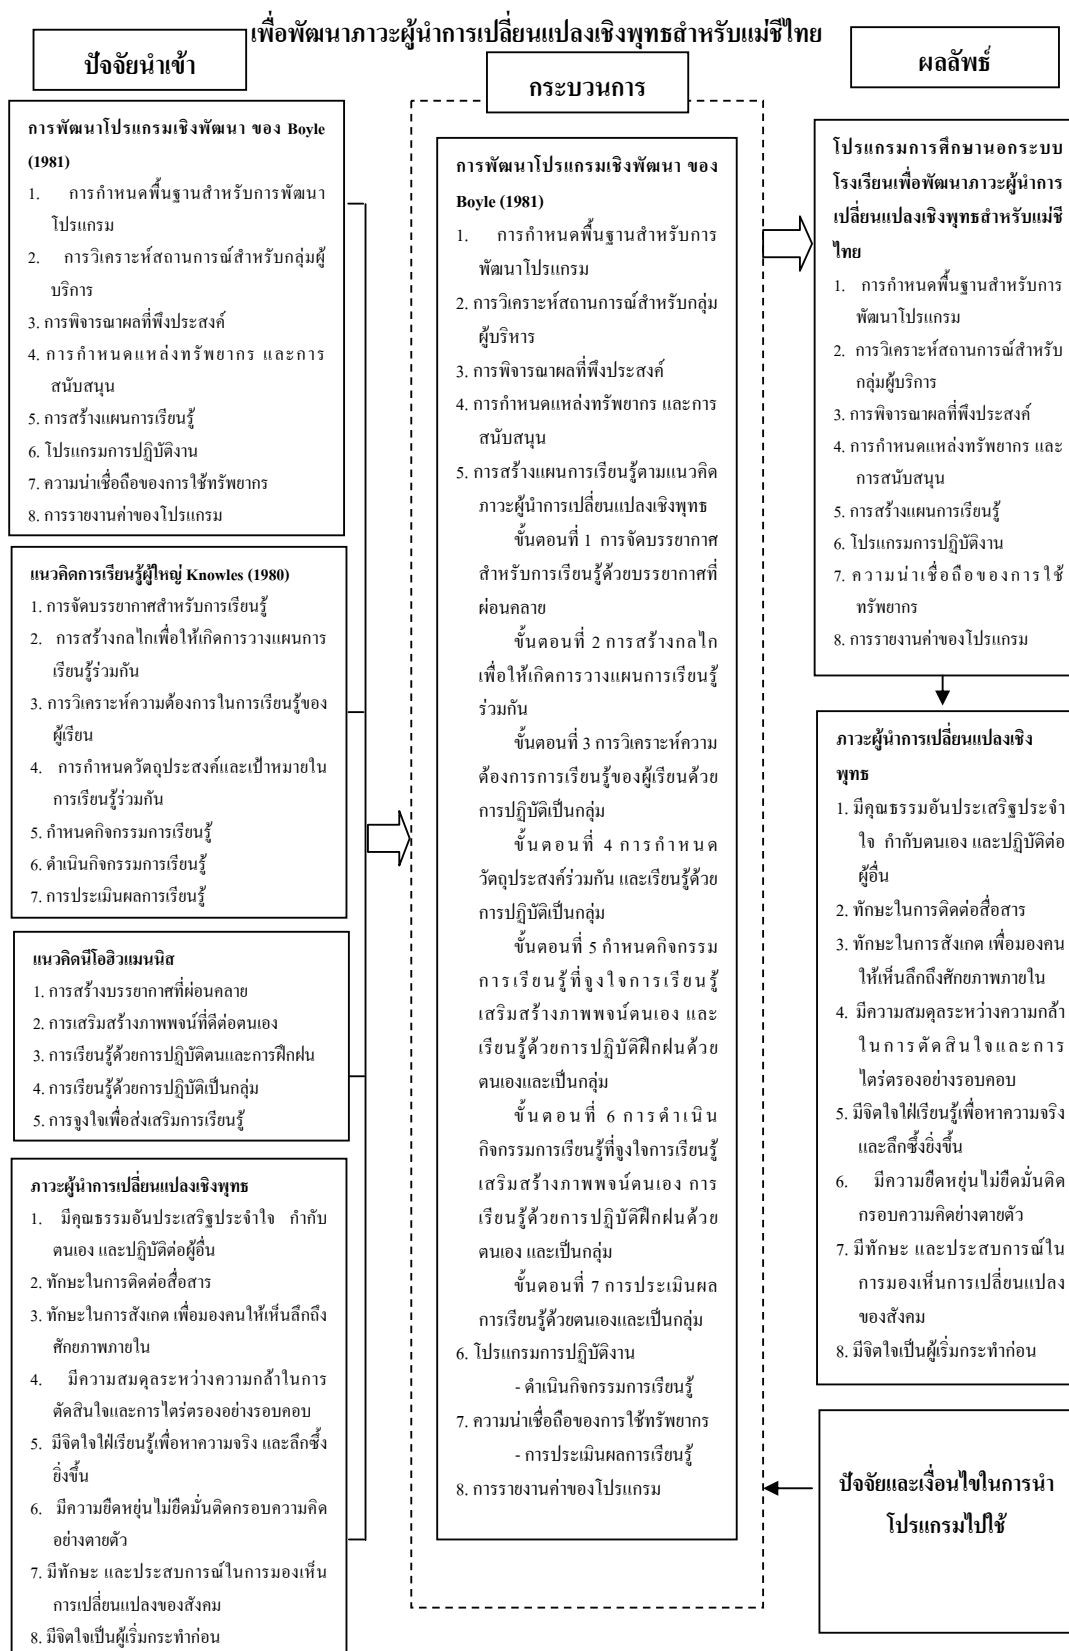 เพื่อพัฒนาภาวะผู้นำการเปลี่ยนแปลงเชิงพุทธสำหรับแม่ชีไทย
ปัจจัยนำเข้า
การพัฒนาโปรแกรมเชิงพัฒนา ของ Boyle
(1981)
1. การกำหนดพื้นฐานสำหรับการพัฒนา
โปรแกรม
2. การวิเคราะห์สถานการณ์สำหรับกลุ่มผู้
บริการ
3. การพิจารณาผลที่พึงประสงค์
4. การกำหนดแหล่งทรัพยากร และการ
สนับสนุน
5. การสร้างแผนการเรียนรู้
6. โปรแกรมการปฏิบัติงาน
7. ความน่าเชื่อถือของการใช้ทรัพยากร
8. การรายงานค่าของโปรแกรม
แนวคิดการเรียนรู้ผู้ใหญ่ Knowles (1980)
1. การจัดบรรยากาศสำหรับการเรียนรู้
2. การสร้างกลไกเพื่อให้เกิดการวางแผนการ
เรียนรู้ร่วมกัน
3. การวิเคราะห์ความต้องการในการเรียนรู้ของ
ผู้เรียน
4. การกำหนดวัตถุประสงค์และเป้าหมายใน
การเรียนรู้ร่วมกัน
5. กำหนดกิจกรรมการเรียนรู้
6. ดำเนินกิจกรรมการเรียนรู้
7. การประเมินผลการเรียนรู้
แนวคิดนีโอฮิวแมนนิส
1. การสร้างบรรยากาศที่ผ่อนคลาย
2. การเสริมสร้างภาพพจน์ที่ดีต่อตนเอง
3. การเรียนรู้ด้วยการปฏิบัติตนและการฝึกฝน
4. การเรียนรู้ด้วยการปฏิบัติเป็นกลุ่ม
5. การจูงใจเพื่อส่งเสริมการเรียนรู้
ภาวะผู้นำการเปลี่ยนแปลงเชิงพุทธ
1. มีคุณธรรมอันประเสริฐประจำใจ กำกับ
ตนเอง และปฏิบัติต่อผู้อื่น
2. ทักษะในการติดต่อสื่อสาร
3. ทักษะในการสังเกต เพื่อมองคนให้เห็นลึกถึง
ศักยภาพภายใน
4. มีความสมดุลระหว่างความกล้าในการ
ตัดสินใจและการไตร่ตรองอย่างรอบคอบ
5. มีจิตใจใฝ่เรียนรู้เพื่อหาความจริง และลึกซึ้ง
ยิ่งขึ้น
6. มีความยืดหยุ่นไม่ยึดมั่นติดกรอบความคิด
อย่างตายตัว
7. มีทักษะ และประสบการณ์ในการมองเห็น
การเปลี่ยนแปลงของสังคม
8. มีจิตใจเป็นผู้เริ่มกระทำก่อน
กระบวนการ
การพัฒนาโปรแกรมเชิงพัฒนา ของ
Boyle (1981)
1. การกำหนดพื้นฐานสำหรับการ
พัฒนาโปรแกรม
2. การวิเคราะห์สถานการณ์สำหรับกลุ่ม
ผู้บริหาร
3. การพิจารณาผลที่พึงประสงค์
4. การกำหนดแหล่งทรัพยากร และการ
สนับสนุน
5. การสร้างแผนการเรียนรู้ตามแนวคิด
ภาวะผู้นำการเปลี่ยนแปลงเชิงพุทธ
ขั้นตอนที่ 1 การจัดบรรยากาศ
สำหรับการเรียนรู้ด้วยบรรยากาศที่
ผ่อนคลาย
ขั้นตอนที่ 2 การสร้างกลไก
เพื่อให้เกิดการวางแผนการเรียนรู้
ร่วมกัน
ขั้นตอนที่ 3 การวิเคราะห์ความ
ต้องการการเรียนรู้ของผู้เรียนด้วย
การปฏิบัติเป็นกลุ่ม
ขั้นตอนที่ 4 การกำหนด
วัตถุประสงค์ร่วมกัน และเรียนรู้ด้วย
การปฏิบัติเป็นกลุ่ม
ขั้นตอนที่ 5 กำหนดกิจกรรม
การเรียนรู้ที่จูงใจการเรียนรู้
เสริมสร้างภาพพจน์ตนเอง และ
เรียนรู้ด้วยการปฏิบัติฝึกฝนด้วย
ตนเองและเป็นกลุ่ม
ขั้นตอนที่ 6 การดำเนิน
กิจกรรมการเรียนรู้ที่จูงใจการเรียนรู้
เสริมสร้างภาพพจน์ตนเอง การ
เรียนรู้ด้วยการปฏิบัติฝึกฝนด้วย
ตนเอง และเป็นกลุ่ม
ขั้นตอนที่ 7 การประเมินผล
การเรียนรู้ด้วยตนเองและเป็นกลุ่ม
6. โปรแกรมการปฏิบัติงาน
- ดำเนินกิจกรรมการเรียนรู้
7. ความน่าเชื่อถือของการใช้ทรัพยากร
- การประเมินผลการเรียนรู้
8. การรายงานค่าของโปรแกรม
ผลลัพธ์
โปรแกรมการศึกษานอกระบบ
โรงเรียนเพื่อพัฒนาภาวะผู้นำการ
เปลี่ยนแปลงเชิงพุทธสำหรับแม่ชี
ไทย
1. การกำหนดพื้นฐานสำหรับการ
พัฒนาโปรแกรม
2. การวิเคราะห์สถานการณ์สำหรับ
กลุ่มผู้บริการ
3. การพิจารณาผลที่พึงประสงค์
4. การกำหนดแหล่งทรัพยากร และ
การสนับสนุน
5. การสร้างแผนการเรียนรู้
6. โปรแกรมการปฏิบัติงาน
7. ความน่าเชื่อถือของการใช้
ทรัพยากร
8. การรายงานค่าของโปรแกรม
ภาวะผู้นำการเปลี่ยนแปลงเชิง
พุทธ
1. มีคุณธรรมอันประเสริฐประจำ
ใจ กำกับตนเอง และปฏิบัติต่อ
ผู้อื่น
2. ทักษะในการติดต่อสื่อสาร
3. ทักษะในการสังเกต เพื่อมองคน
ให้เห็นลึกถึงศักยภาพภายใน
4. มีความสมดุลระหว่างความกล้า
ในการตัดสินใจและการ
ไตร่ตรองอย่างรอบคอบ
5. มีจิตใจใฝ่เรียนรู้เพื่อหาความจริง
และลึกซึ้งยิ่งขึ้น
6. มีความยืดหยุ่นไม่ยึดมั่นติด
กรอบความคิดย่างตายตัว
7. มีทักษะ และประสบการณ์ใน
การมองเห็นการเปลี่ยนแปลง
ของสังคม
8. มีจิตใจเป็นผู้เริ่มกระทำก่อน
ปัจจัยและเงื่อนไขในการนำ
โปรแกรมไปใช้